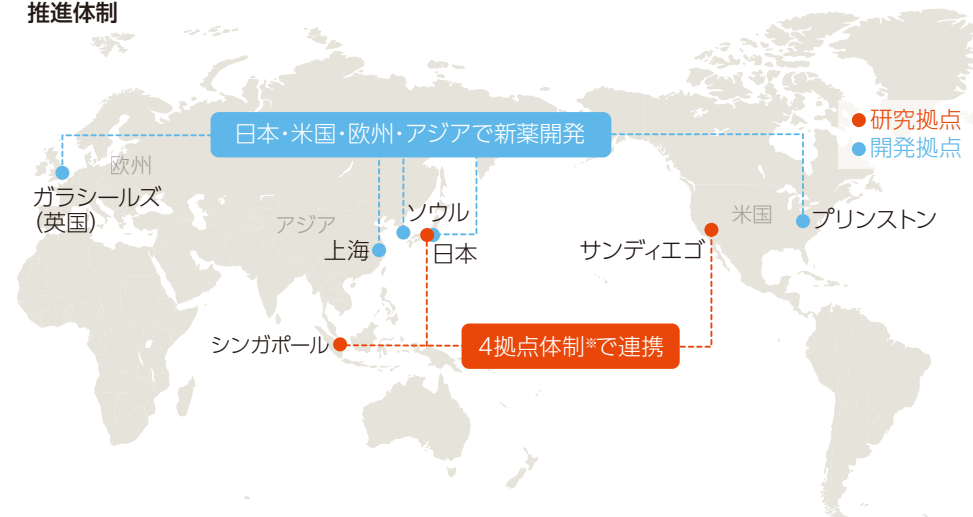 推進体制
日本・米国・欧州・アジアで新薬開発
研究拠点
開発拠点
欧州
ガラシールズ
(英国)
アジア
ソウル
上海
日本
米国
プリンストン
サンディエゴ
シンガポール
4拠点体制※で連携